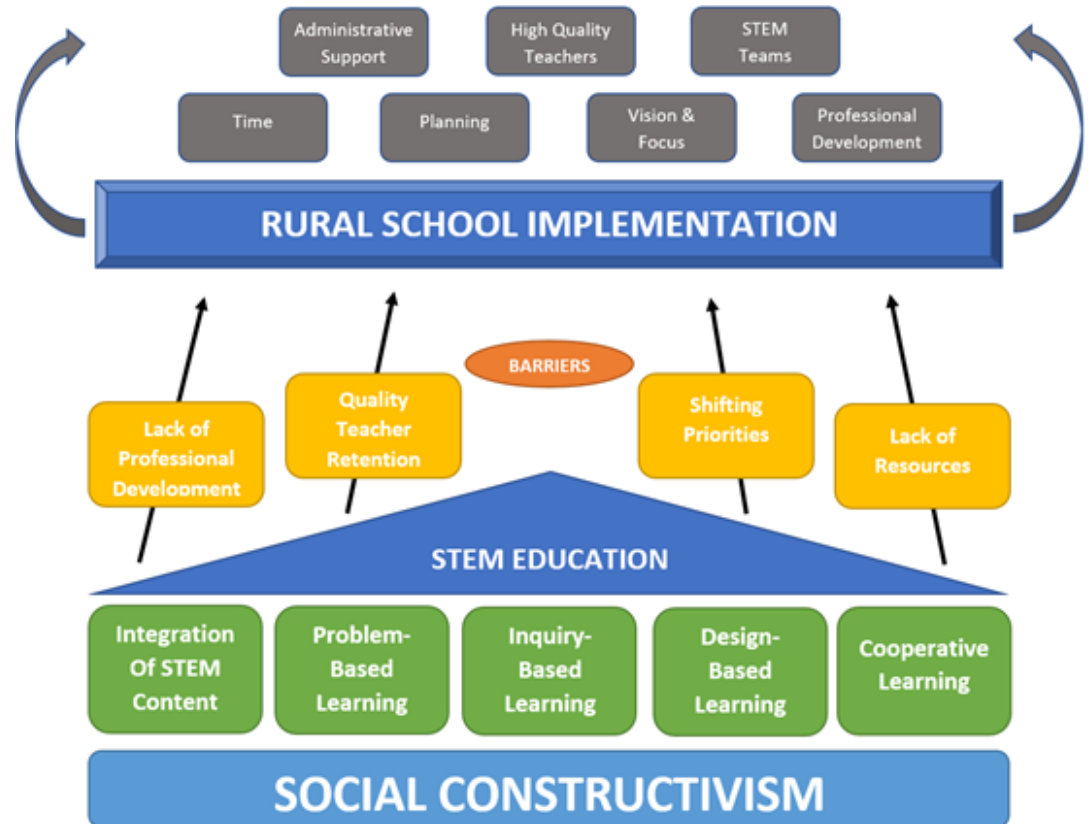 Administrative
Support
High Quality
Teachers
STEM
Teams
Time
Planning
Vision &
Focus
Professional
Development
RURAL SCHOOL IMPLEMENTATION
BARRIERS
Lack of
Professional
Development
Quality
Teacher
Retention
Shifting
Priorities
Lack of
Resources
STEM EDUCATION
Integration
Of STEM
Content
Problem-
Based
Learning
Inquiry-
Based
Learning
Design-
Based
Learning
Cooperative
Learning
SOCIAL CONSTRUCTIVISM